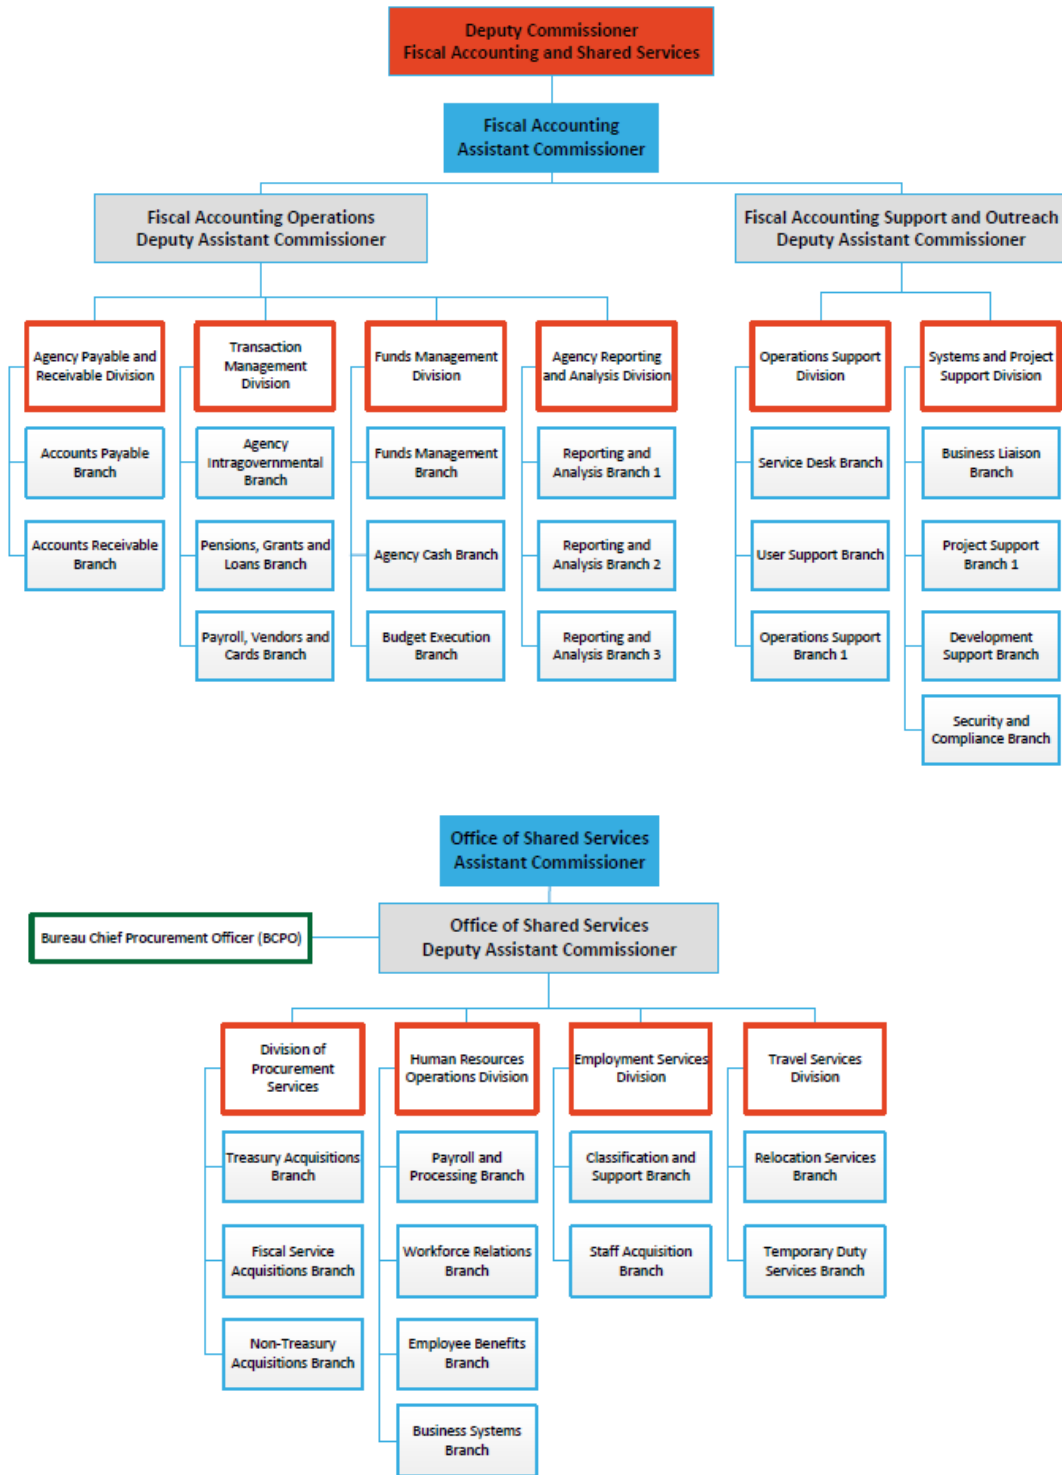 Deputy Commissioner
Fiscal Accounting and Shared Services
Fiscal Accounting
Assistant Commissioner
Fiscal Accounting Operations
Deputy Assistant Commissioner
Fiscal Accounting Support and Outreach
Deputy Assistant Commissioner
Agency Payable and
Receivable Division
Transaction
Management
Division
Funds Management
Division
Agency Reporting
and Analysis Division
Operations Support
Division
Systems and Project
Support Division
Accounts Payable
Branch
Agency
Intragovernmental
Branch
Funds Management
Branch
Reporting and
Analysis Branch 1
Service Desk Branch
Business Liaison
Branch
Accounts Receivable
Branch
Pensions, Grants and
Loans Branch
Agency Cash Branch
Reporting and
Analysis Branch 2
User Support Branch
Project Support
Branch 1
Payroll, Vendors and
Cards Branch
Budget Execution
Branch
Reporting and
Analysis Branch 3
Operations Support
Branch 1
Development
Support Branch
Security and
Compliance Branch
Office of Shared Services
Assistant Commissioner
Bureau Chief Procurement Officer (BCPO)
Office of Shared Services
Deputy Assistant Commissioner
Division of
Procurement
Services
Human Resources
Operations Division
Employment Services
Division
Travel Services
Division
Treasury Acquisitions
Branch
Payroll and
Processing Branch
Classification and
Support Branch
Relocation Services
Branch
Fiscal Service
Acquisitions Branch
Workforce Relations
Branch
Staff Acquisition
Branch
Temporary Duty
Services Branch
Non-Treasury
Acquisitions Branch
Employee Benefits
Branch
Business Systems
Branch